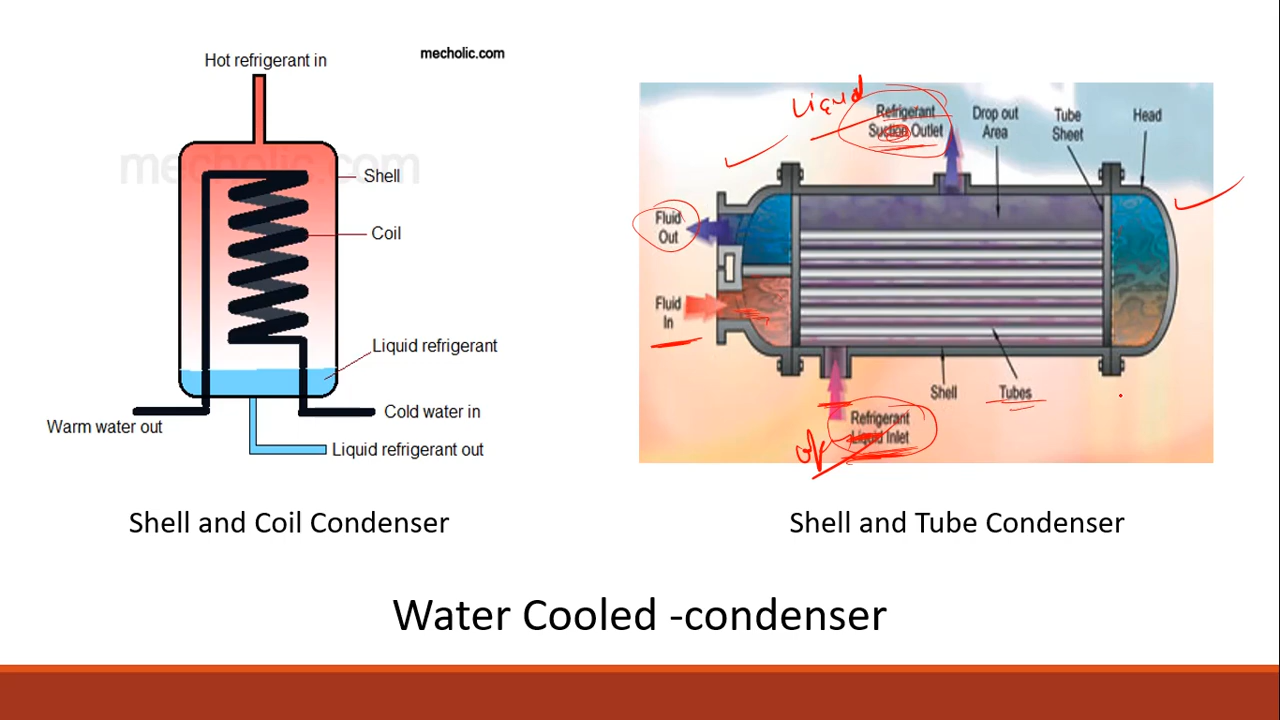 mecholic.com
Hot refrigerant in
mecholic.com
Shell
Coil
Liquid refrigerant
Cold water in
Warm water out
Liquid refrigerant out
Shell and Coil Condenser
Liquid
Refrigerant
Suction Outlet
Drop out
Area
Tube
Sheet
Head
Fluid
Out
Fluid
In
Shell
Tubes
Refrigerant
Liquid Inlet
Shell and Tube Condenser
Water Cooled -condenser